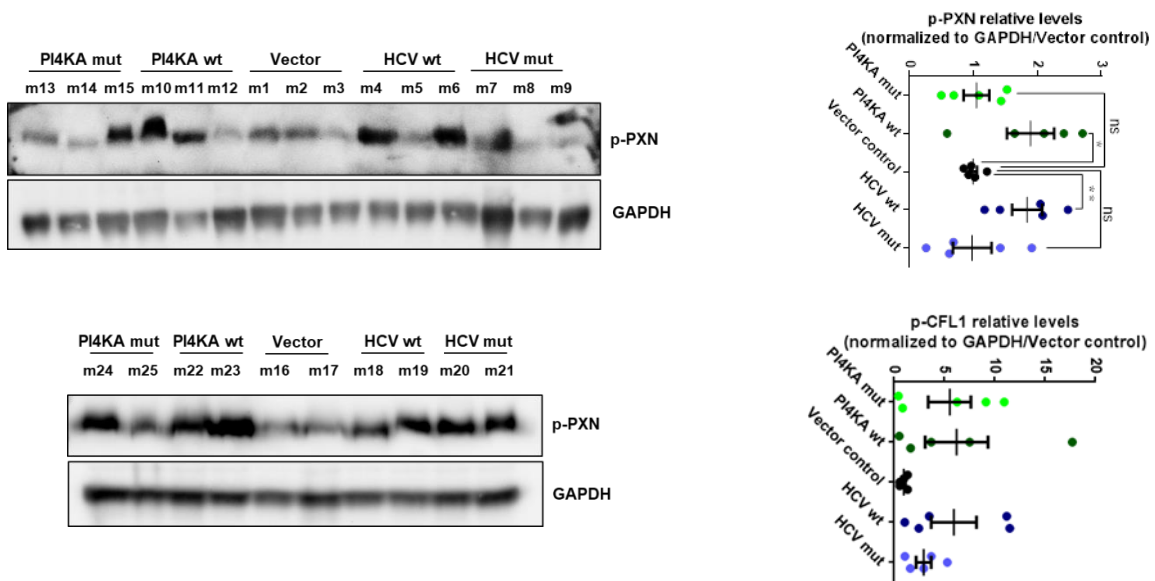 PI4KA mut PI4KA wt Vector HCV wt HCV mut
m13 m14 m15 m10 m11 m12 m1 m2 m3 m4 m5 m6 m7 m8 m9
p-PXN
GAPDH
PI4KA mut PI4KA wt Vector HCV wt HCV mut
m24 m25 m22 m23 m16 m17 m18 m19 m20 m21
p-PXN
GAPDH
p-PXN relative levels
(normalized to GAPDH/Vector control)
0 1 2 3
PI4KA mut
PI4KA wt
Vector control
HCV wt
HCV mut
ns
*
**
ns
p-CFL1 relative levels
(normalized to GAPDH/Vector control)
0 5 10 15 20
PI4KA mut
PI4KA wt
Vector control
HCV wt
HCV mut